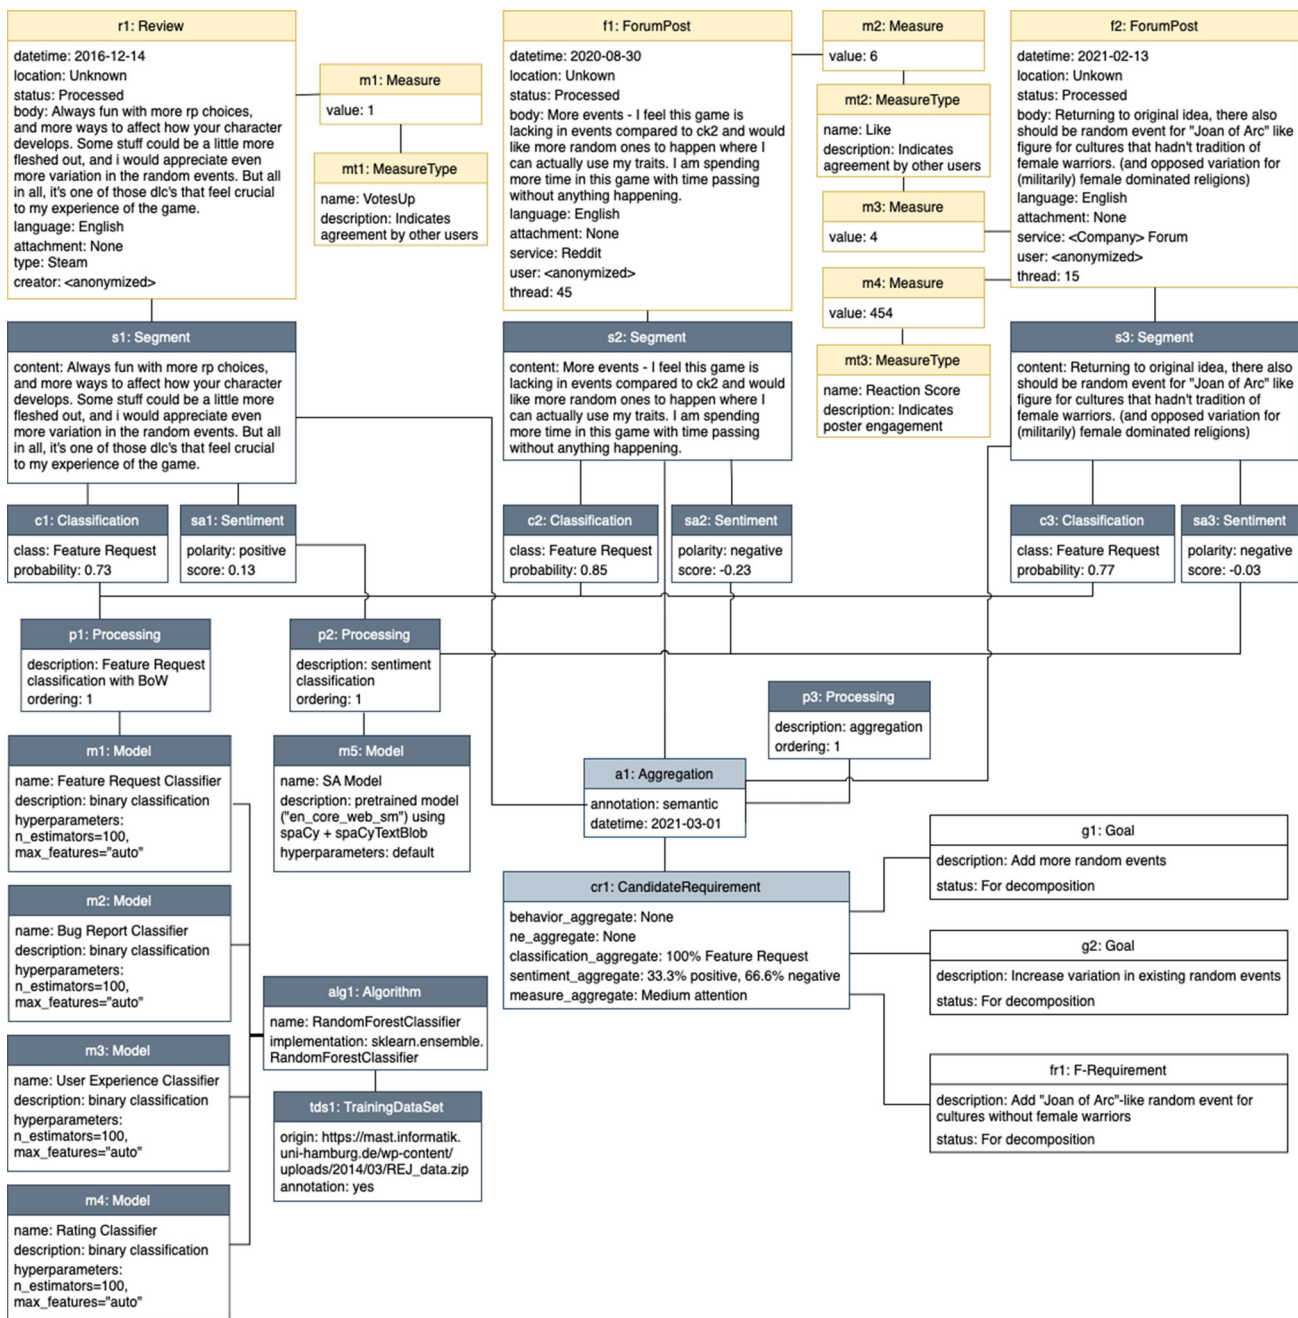 r1: Review
datetime: 2016-12-14
location: Unknown
status: Processed
body: Always fun with more rp choices,
and more ways to affect how your character
develops. Some stuff could be a little more
fleshed out, and i would appreciate even
more variation in the random events. But all
in all, it's one of those dlc's that feel crucial
to my experience of the game.
language: English
attachment: None
type: Steam
creator: <anonymized>
m1: Measure
value: 1
mt1: MeasureType
name: VotesUp
description: Indicates
agreement by other users
f1: ForumPost
datetime: 2020-08-30
location: Unkown
status: Processed
body: More events - I feel this game is
lacking in events compared to ck2 and would
like more random ones to happen where I
can actually use my traits. I am spending
more time in this game with time passing
without anything happening.
language: English
attachment: None
service: Reddit
user: <anonymized>
thread: 45
m2: Measure
value: 6
mt2: MeasureType
name: Like
description: Indicates
agreement by other users
m3: Measure
value: 4
m4: Measure
value: 454
mt3: MeasureType
name: Reaction Score
description: Indicates
poster engagement
f2: ForumPost
datetime: 2021-02-13
location: Unkown
status: Processed
body: Returning to original idea, there also
should be random event for "Joan of Arc" like
figure for cultures that hadn't tradition of
female warriors. (and opposed variation for
(militarily) female dominated religions)
language: English
attachment: None
service: <Company> Forum
user: <anonymized>
thread: 15
s1: Segment
content: Always fun with more rp choices,
and more ways to affect how your character
develops. Some stuff could be a little more
fleshed out, and i would appreciate even
more variation in the random events. But all
in all, it's one of those dlc's that feel crucial
to my experience of the game.
s2: Segment
content: More events - I feel this game is
lacking in events compared to ck2 and would
like more random ones to happen where I
can actually use my traits. I am spending
more time in this game with time passing
without anything happening.
s3: Segment
content: Returning to original idea, there also
should be random event for "Joan of Arc" like
figure for cultures that hadn't tradition of
female warriors. (and opposed variation for
(militarily) female dominated religions)
c1: Classification
class: Feature Request
probability: 0.73
sa1: Sentiment
polarity: positive
score: 0.13
c2: Classification
class: Feature Request
probability: 0.85
sa2: Sentiment
polarity: negative
score: -0.23
c3: Classification
class: Feature Request
probability: 0.77
sa3: Sentiment
polarity: negative
score: -0.03
p1: Processing
description: Feature Request
classification with BoW
ordering: 1
p2: Processing
description: sentiment
classification
ordering: 1
p3: Processing
description: aggregation
ordering: 1
m1: Model
name: Feature Request Classifier
description: binary classification
hyperparameters:
n_estimators=100,
max_features="auto"
m5: Model
name: SA Model
description: pretrained model
("en_core_web_sm") using
spaCy + spaCyTextBlob
hyperparameters: default
a1: Aggregation
annotation: semantic
datetime: 2021-03-01
m2: Model
name: Bug Report Classifier
description: binary classification
hyperparameters:
n_estimators=100,
max_features="auto"
cr1: CandidateRequirement
behavior_aggregate: None
ne_aggregate: None
classification_aggregate: 100% Feature Request
sentiment_aggregate: 33.3% positive, 66.6% negative
measure_aggregate: Medium attention
g1: Goal
description: Add more random events
status: For decomposition
g2: Goal
description: Increase variation in existing random events
status: For decomposition
fr1: F-Requirement
description: Add "Joan of Arc"-like random event for
cultures without female warriors
status: For decomposition
alg1: Algorithm
name: RandomForestClassifier
implementation: sklearn.ensemble.
RandomForestClassifier
m3: Model
name: User Experience Classifier
description: binary classification
hyperparameters:
n_estimators=100,
max_features="auto"
tds1: TrainingDataSet
origin: https://mast.informatik.
uni-hamburg.de/wp-content/
uploads/2014/03/REJ_data.zip
annotation: yes
m4: Model
name: Rating Classifier
description: binary classification
hyperparameters:
n_estimators=100,
max_features="auto"